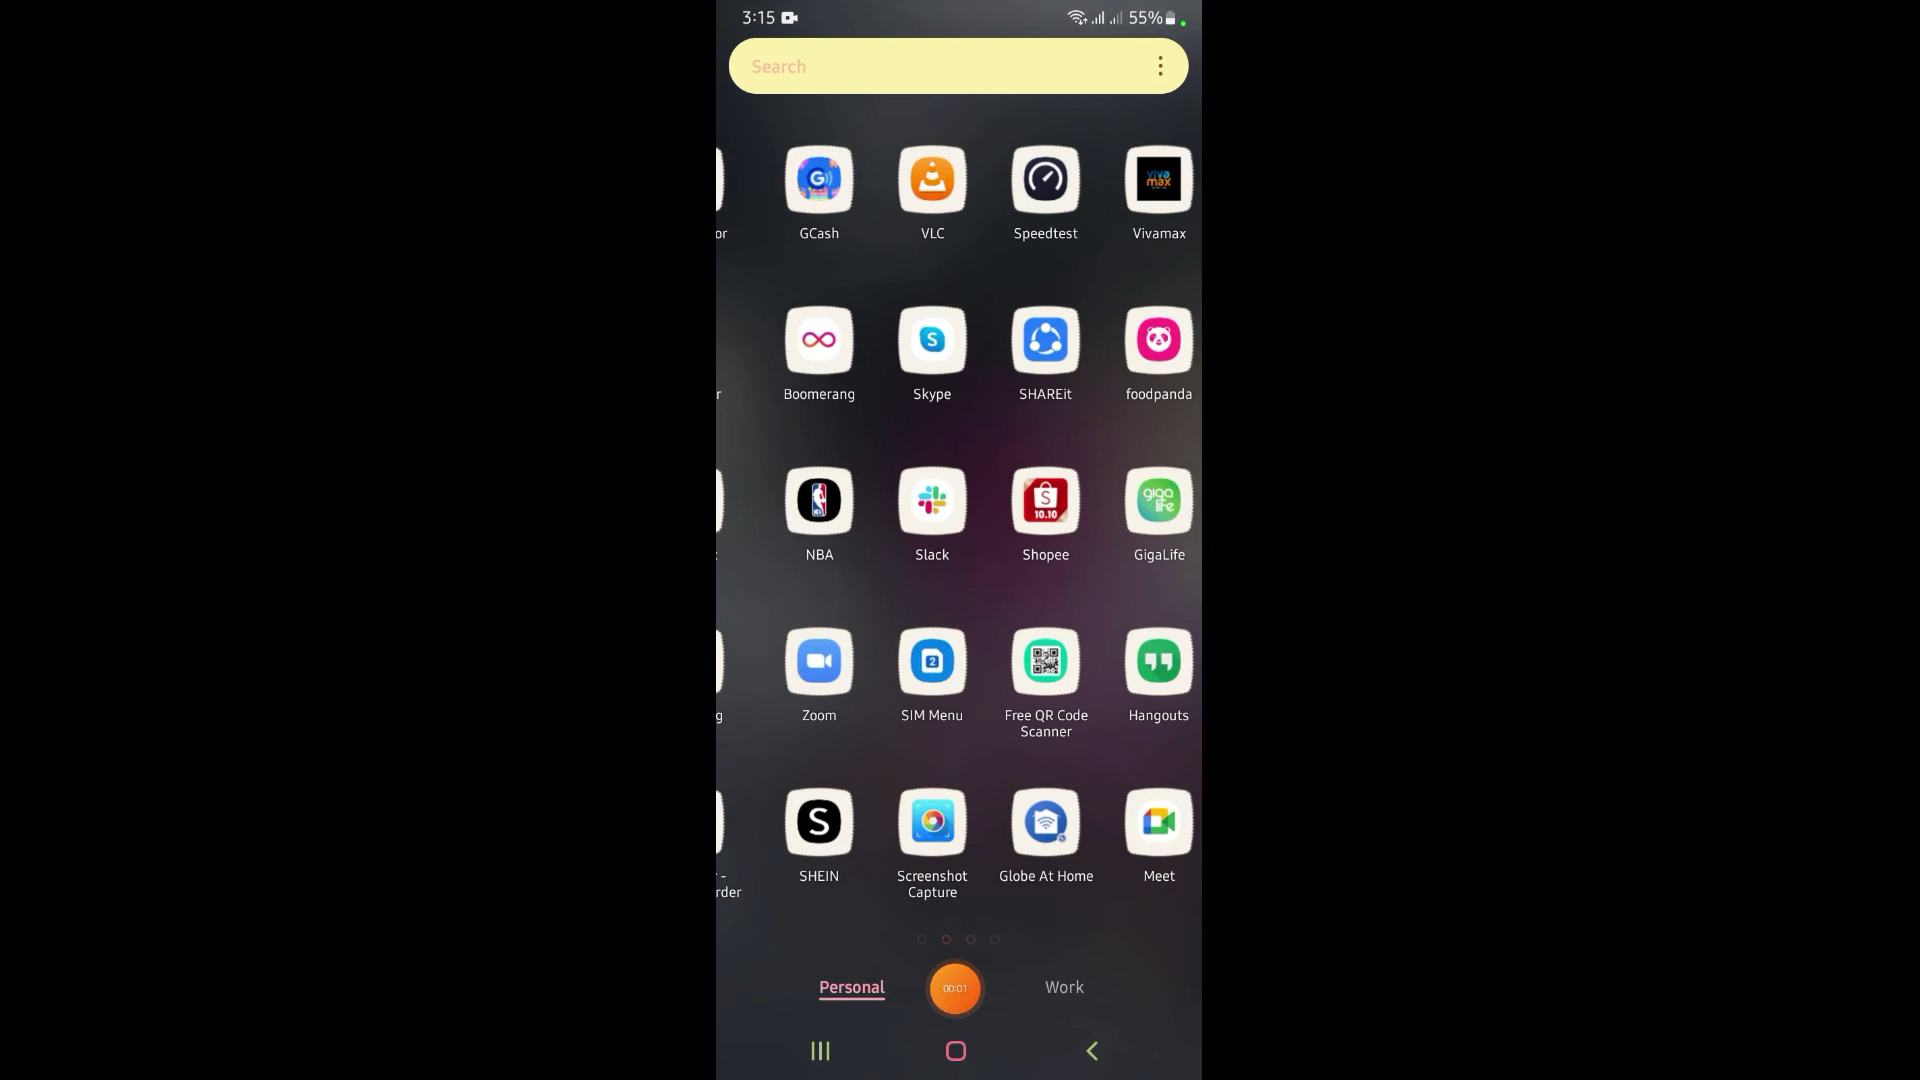 3:15 55%
Search
or GCash VLC Speedtest Vivamax
r Boomerang Skype SHAREit foodpanda
NBA Slack Shopee GigaLife
g Zoom SIM Menu Free QR Code Hangouts
Scanner
- SHEIN Screenshot Globe At Home Meet
rder Capture
Personal 00:01 Work